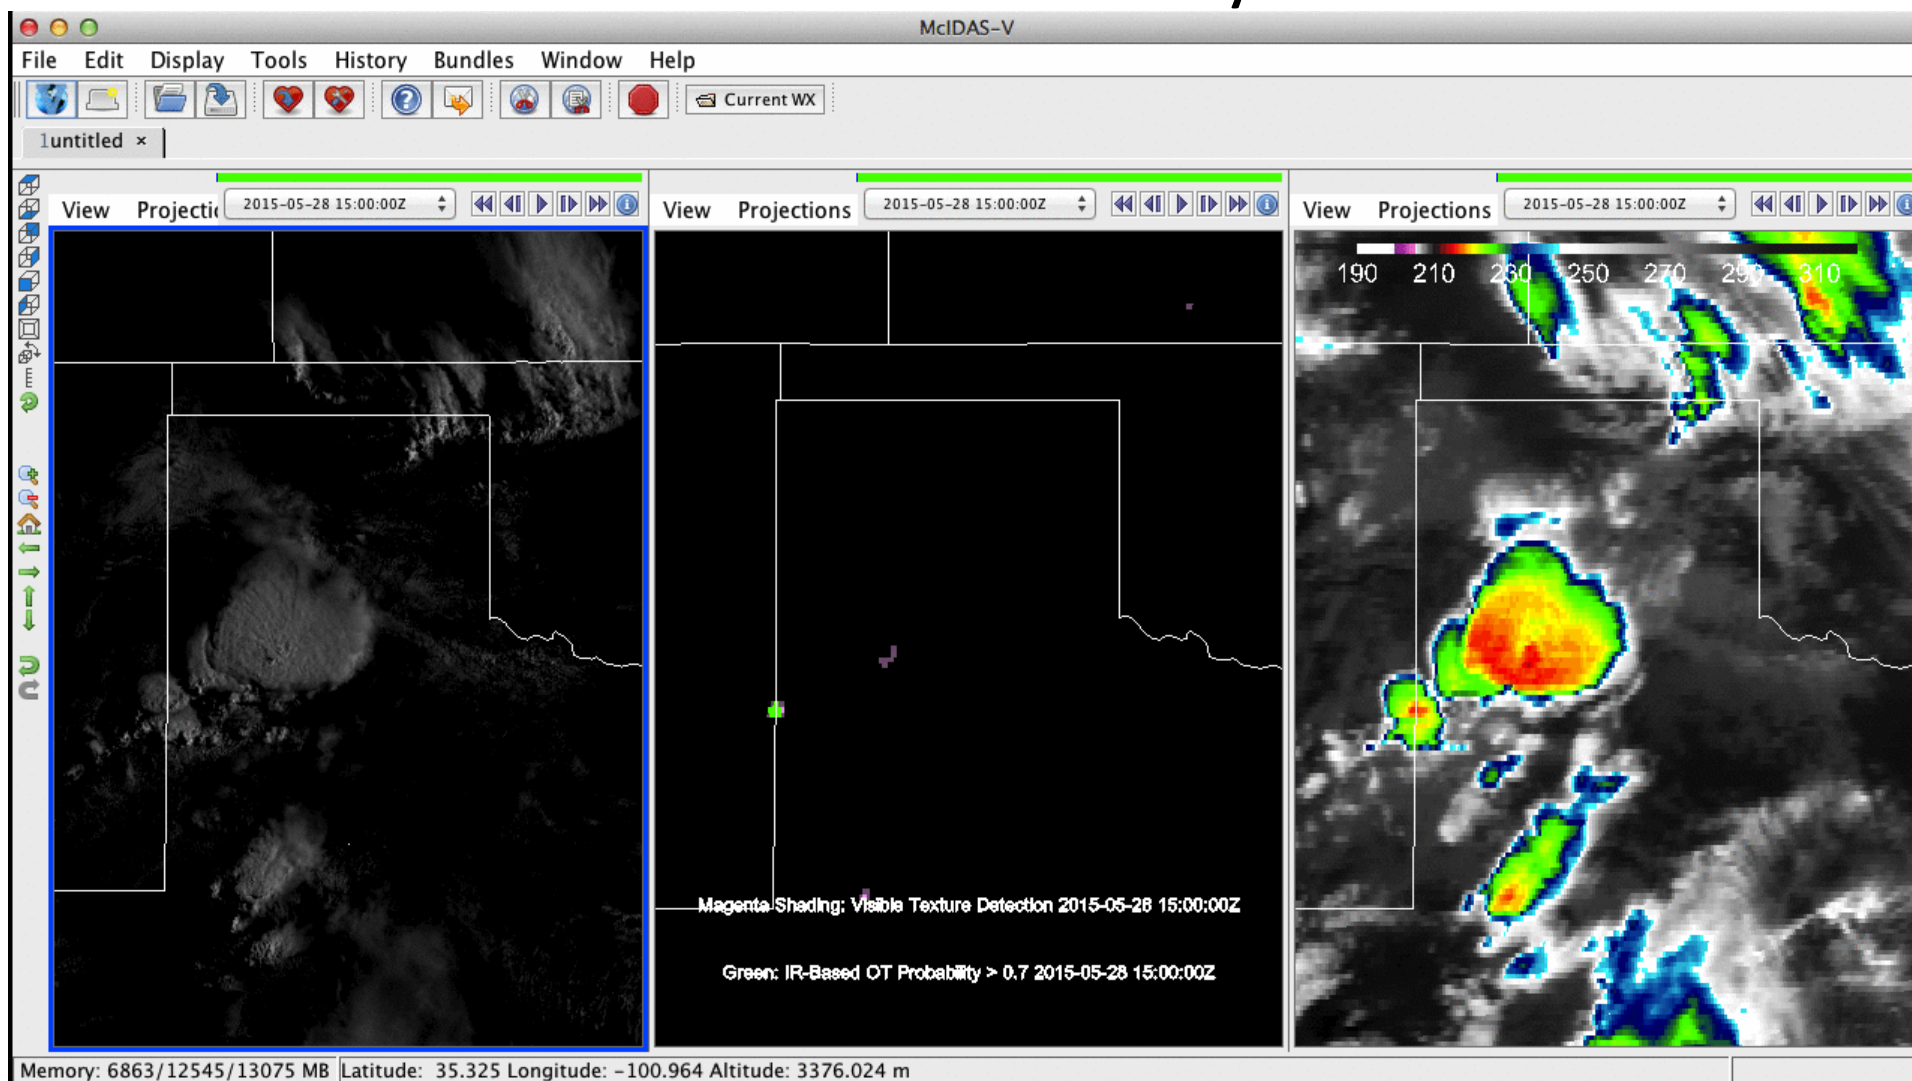 McIDAS-V
File Edit Display Tools History Bundles Window Help
Current WX
1untitled ×
View Projectic 2015-05-28 15:00:00Z
View Projections 2015-05-28 15:00:00Z
View Projections 2015-05-28 15:00:00Z
190 210 230 250 270 290 310
Magenta Shading: Visible Texture Detection 2015-05-28 15:00:00Z
Green: IR-Based OT Probability > 0.7 2015-05-28 15:00:00Z
Memory: 6863/12545/13075 MB Latitude: 35.325 Longitude: -100.964 Altitude: 3376.024 m